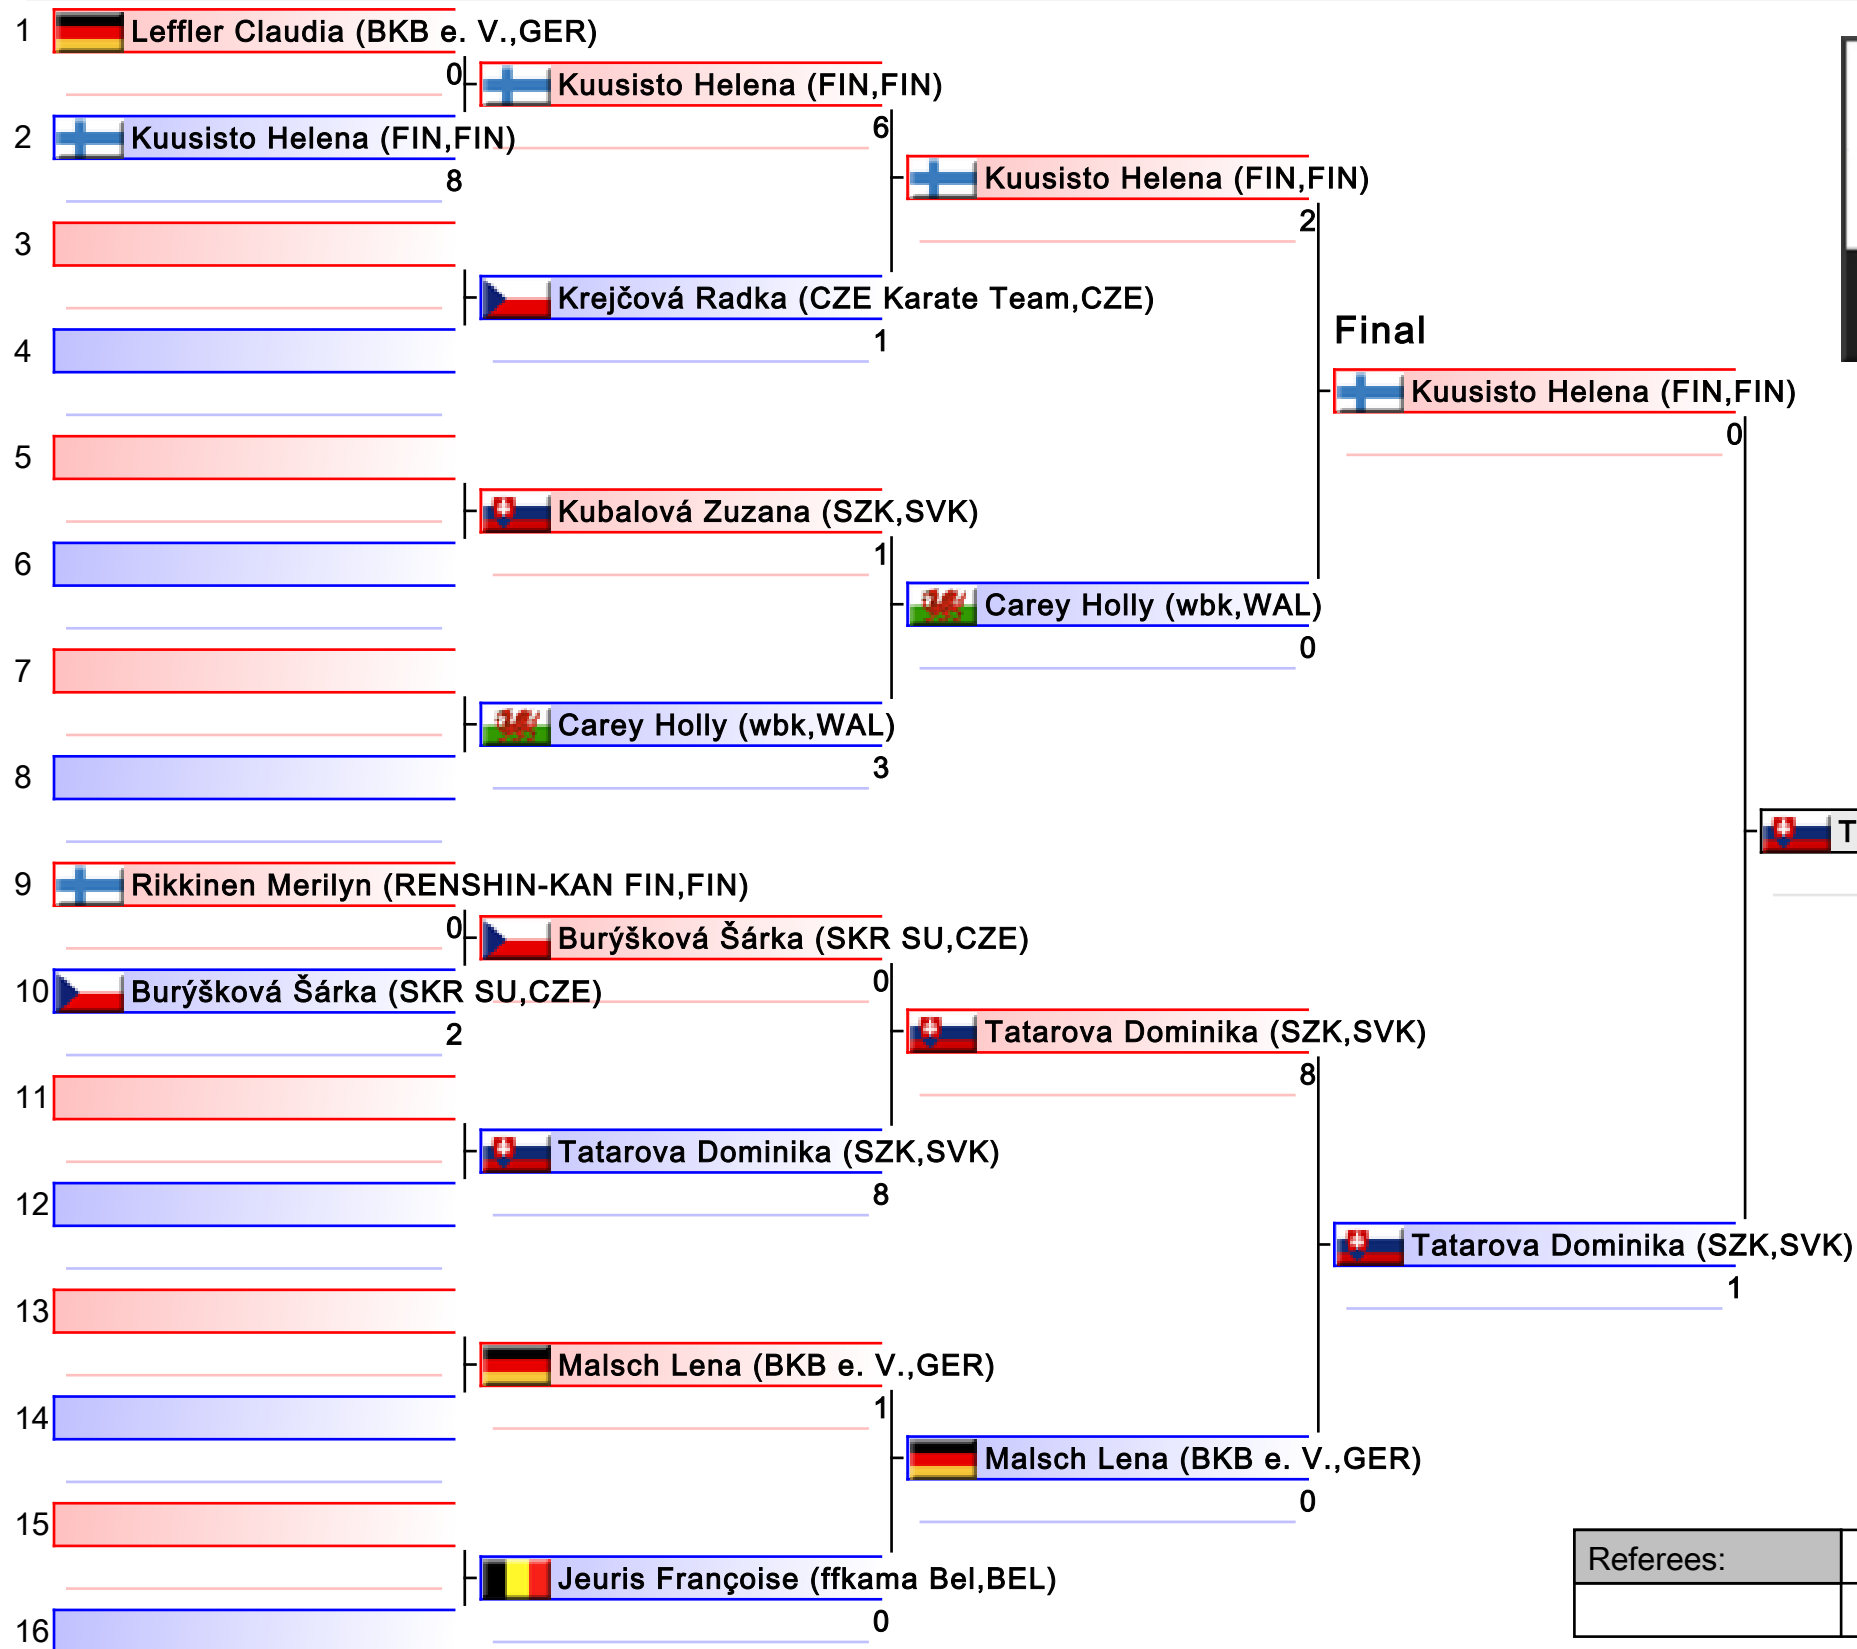 1 Leffler Claudia (BKB e. V.,GER)
0
Kuusisto Helena (FIN,FIN)
6
2 Kuusisto Helena (FIN,FIN)
8
Kuusisto Helena (FIN,FIN)
2
3
Krejčová Radka (CZE Karate Team,CZE)
1
4
Final
Kuusisto Helena (FIN,FIN)
0
5
Kubalová Zuzana (SZK,SVK)
1
6
Carey Holly (wbk,WAL)
0
7
Carey Holly (wbk,WAL)
3
8
T
9 Rikkinen Merilyn (RENSHIN-KAN FIN,FIN)
0
Burýšková Šárka (SKR SU,CZE)
0
10 Burýšková Šárka (SKR SU,CZE)
2
Tatarova Dominika (SZK,SVK)
8
11
Tatarova Dominika (SZK,SVK)
8
12
Tatarova Dominika (SZK,SVK)
1
13
Malsch Lena (BKB e. V.,GER)
1
14
Malsch Lena (BKB e. V.,GER)
0
15
Jeuris Françoise (ffkama Bel,BEL)
0
16
Referees: